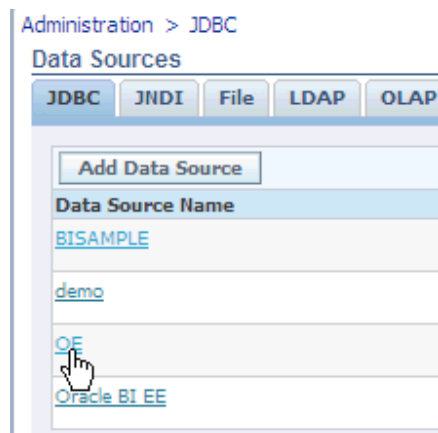 Administration > JDBC
Data Sources
JDBC JNDI File LDAP OLAP
Add Data Source
Data Source Name
BISAMPLE
demo
OE
Oracle BI EE